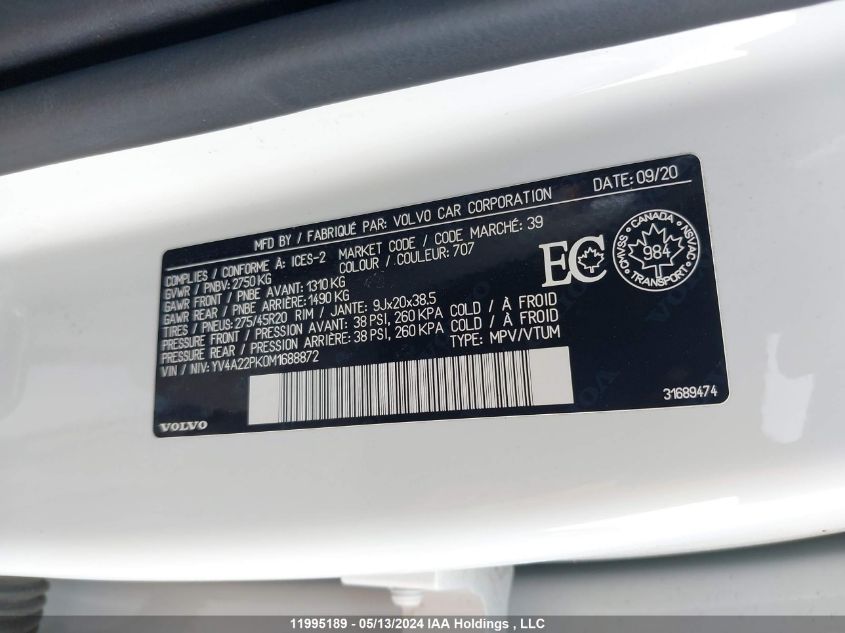 MFD BY / FABRIQUÉ PAR: VOLVO CAR CORPORATION DATE: 09/20
COMPLIES / CONFORME À: ICES-2 MARKET CODE / CODE MARCHÉ: 39
GVWR / PNBV: 2750 KG COLOUR / COULEUR: 707
GAWR FRONT / PNBE AVANT: 1310 KG
GAWR REAR / PNBE ARRIÈRE: 1490 KG
TIRES / PNEUS: 275/45R20 RIM / JANTE: 9Jx20x38.5
PRESSURE FRONT / PRESSION AVANT: 38 PSI, 260 KPA COLD / À FROID
PRESSURE REAR / PRESSION ARRIÈRE: 38 PSI, 260 KPA COLD / À FROID
VIN / NIV: YV4A22PK0M1688872 TYPE: MPV/VTUM
EC
CANADA
CMVSS 984 NSVAC
TRANSPORT
VOLVO
31689474
11995189 - 05/13/2024 IAA Holdings , LLC